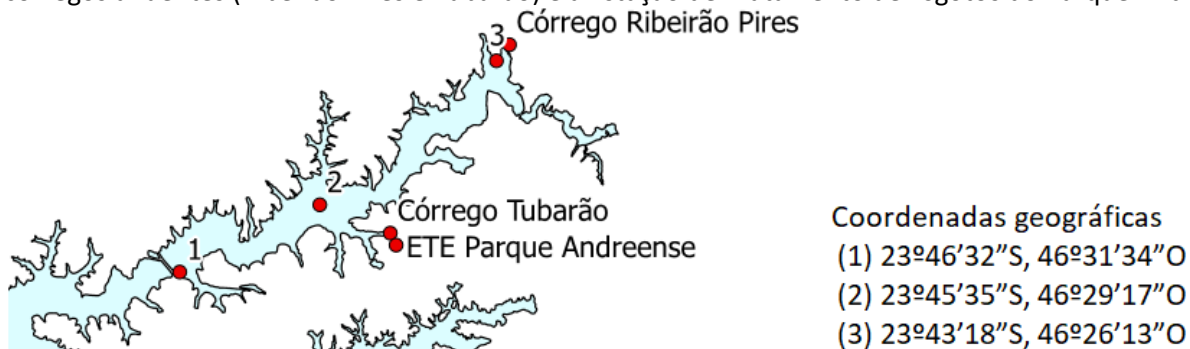 Córrego Ribeirão Pires
3
2
Córrego Tubarão
1
ETE Parque Andreense
Coordenadas geográficas
(1) 23º46’32”S, 46º31’34”O
(2) 23º45’35”S, 46º29’17”O
(3) 23º43’18”S, 46º26’13”O